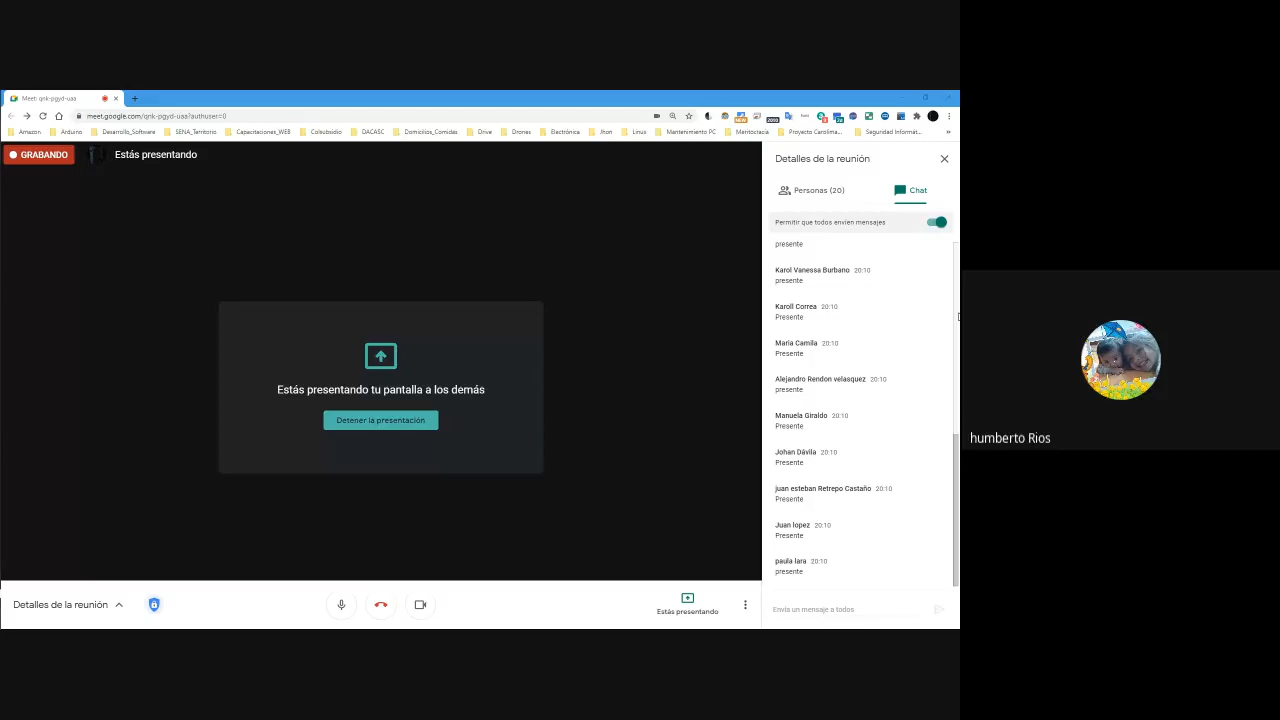 Meet: qnk-pgyd-uaa
meet.google.com/qnk-pgyd-uaa?authuser=0
Amazon
Arduino
Desarrollo_Software
SENA_Territorio
Capacitaciones_WEB
Colsubsidio
DACASC
Domicilios_Comidas
Drive
Drones
Electrónica
Jhon
Linux
Mantenimiento PC
Meritocracia
Proyecto Carolima...
Seguridad Informát...
GRABANDO
Estás presentando
Detalles de la reunión
Personas (20)
Chat
Permitir que todos envíen mensajes
presente
Karol Vanessa Burbano 20:10
presente
Karoll Correa 20:10
Presente
Maria Camila 20:10
Presente
Alejandro Rendon velasquez 20:10
presente
Manuela Giraldo 20:10
Presente
Johan Dávila 20:10
Presente
juan esteban Retrepo Castaño 20:10
Presente
Juan lopez 20:10
Presente
paula lara 20:10
presente
Envía un mensaje a todos
Estás presentando tu pantalla a los demás
Detener la presentación
Detalles de la reunión
Estás presentando
humberto Rios